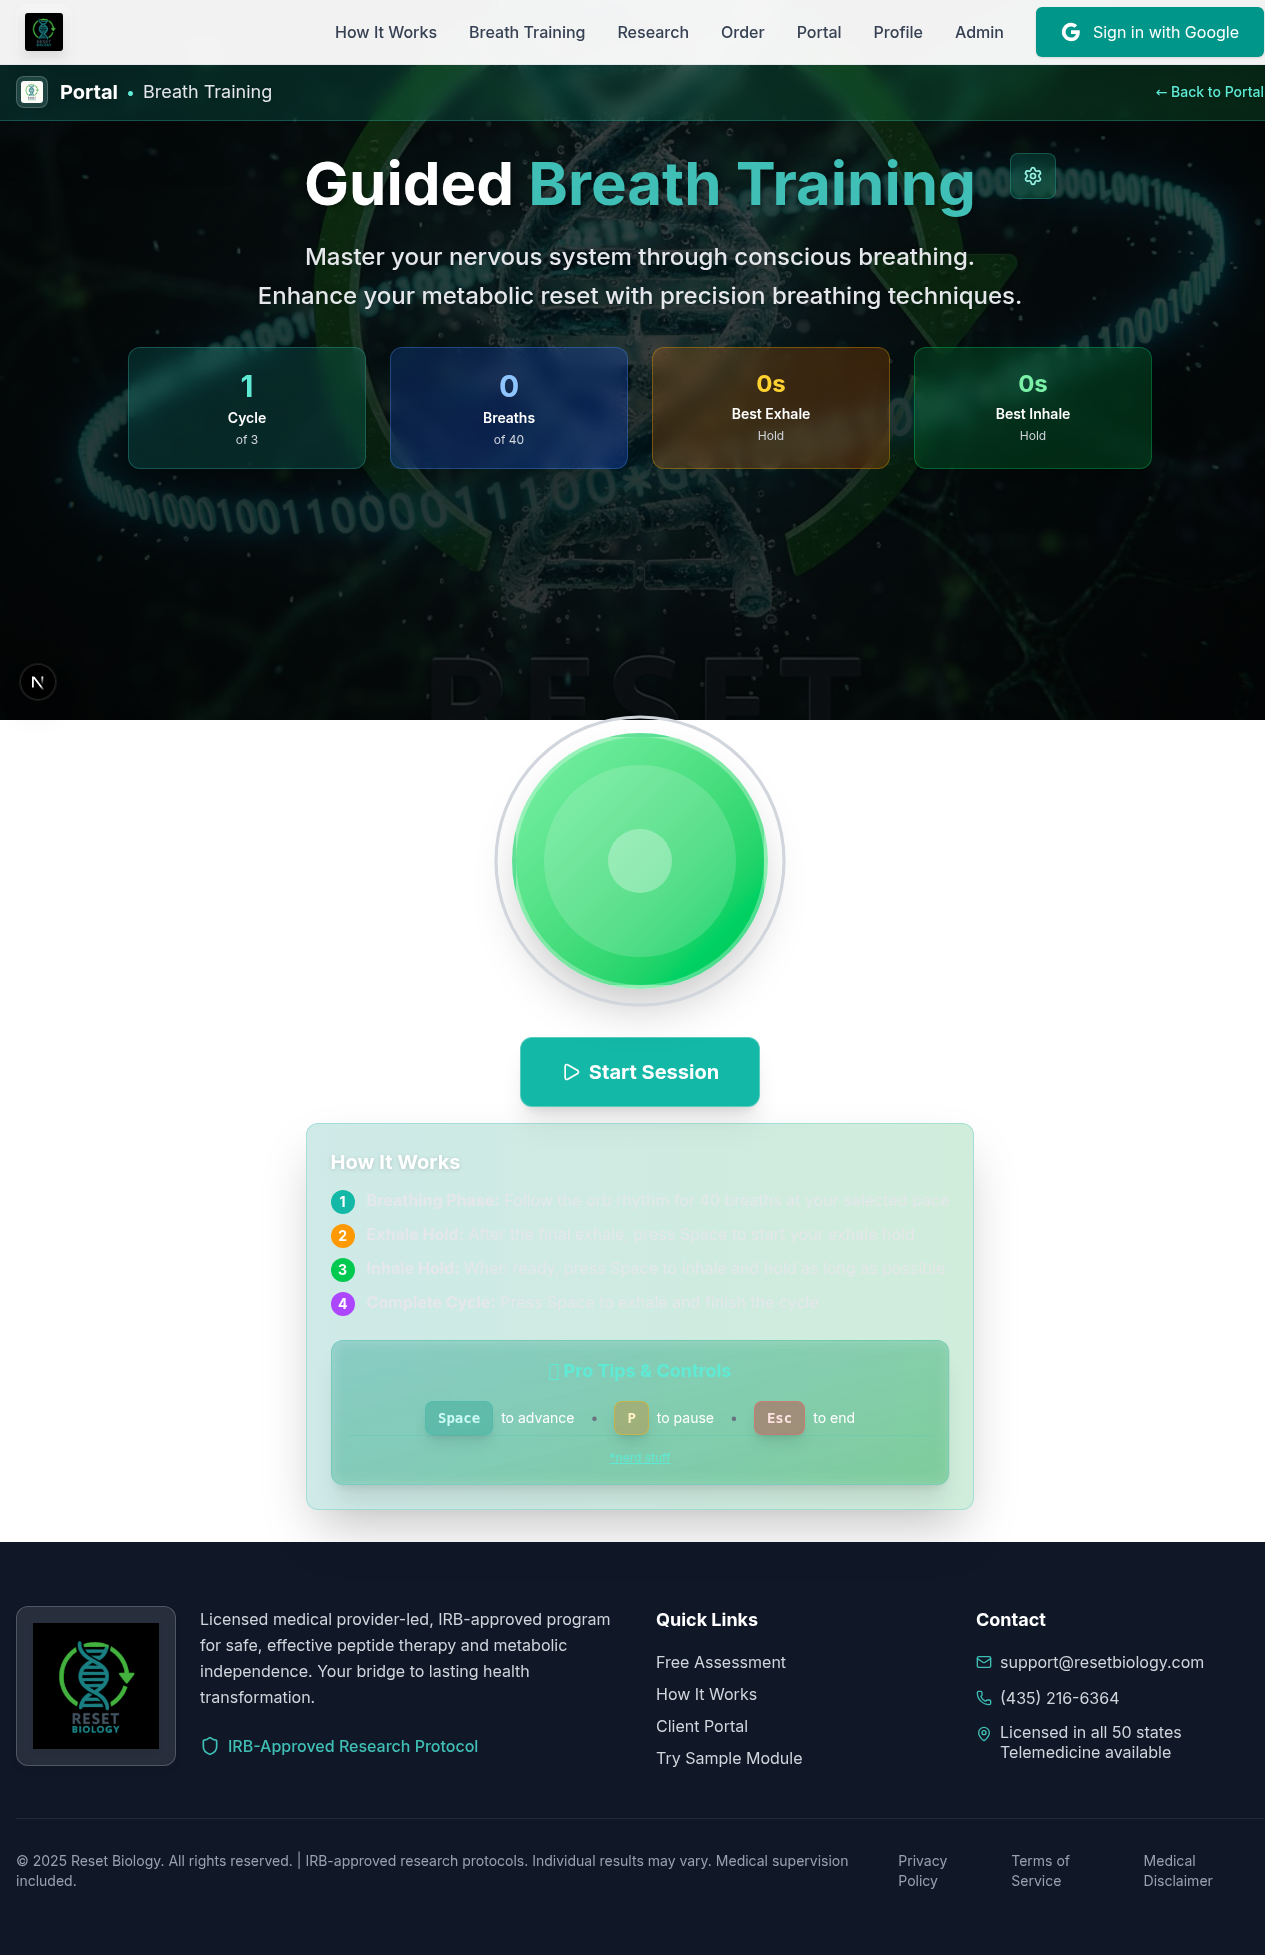 How It Works
Breath Training
Research
Order
Portal
Profile
Admin
Sign in with Google
Portal • Breath Training
← Back to Portal
Guided Breath Training
Master your nervous system through conscious breathing.
Enhance your metabolic reset with precision breathing techniques.
1
Cycle
of 3
0
Breaths
of 40
0s
Best Exhale
Hold
0s
Best Inhale
Hold
RESET
N
Start Session
How It Works
1 Breathing Phase: Follow the orb rhythm for 40 breaths at your selected pace
2 Exhale Hold: After the final exhale, press Space to start your exhale hold
3 Inhale Hold: When ready, press Space to inhale and hold as long as possible
4 Complete Cycle: Press Space to exhale and finish the cycle
Pro Tips & Controls
Space to advance • P to pause • Esc to end
*nerd stuff
RESET
BIOLOGY
Licensed medical provider-led, IRB-approved program
for safe, effective peptide therapy and metabolic
independence. Your bridge to lasting health
transformation.
IRB-Approved Research Protocol
Quick Links
Free Assessment
How It Works
Client Portal
Try Sample Module
Contact
support@resetbiology.com
(435) 216-6364
Licensed in all 50 states
Telemedicine available
© 2025 Reset Biology. All rights reserved. | IRB-approved research protocols. Individual results may vary. Medical supervision
included.
Privacy
Policy
Terms of
Service
Medical
Disclaimer